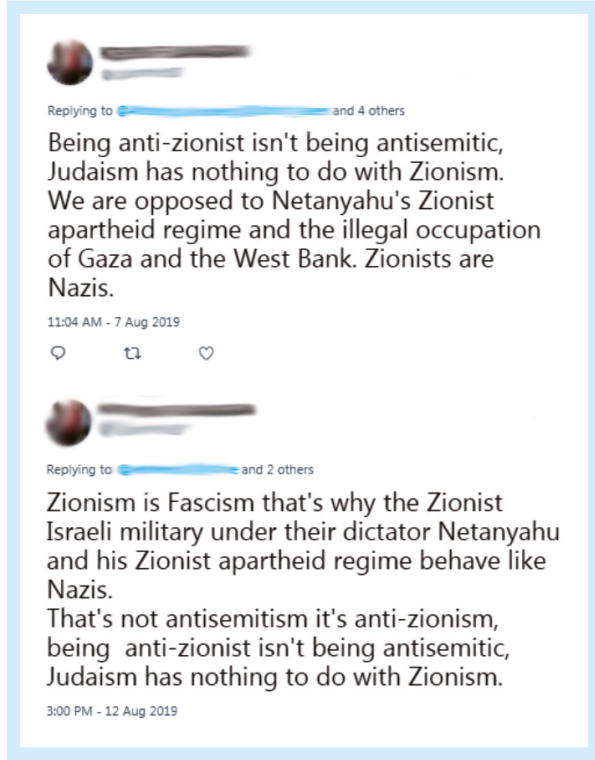 Replying to and 4 others
Being anti-zionist isn't being antisemitic,
Judaism has nothing to do with Zionism.
We are opposed to Netanyahu's Zionist
apartheid regime and the illegal occupation
of Gaza and the West Bank. Zionists are
Nazis.
11:04 AM - 7 Aug 2019
Replying to and 2 others
Zionism is Fascism that's why the Zionist
Israeli military under their dictator Netanyahu
and his Zionist apartheid regime behave like
Nazis.
That's not antisemitism it's anti-zionism,
being  anti-zionist isn't being antisemitic,
Judaism has nothing to do with Zionism.
3:00 PM - 12 Aug 2019